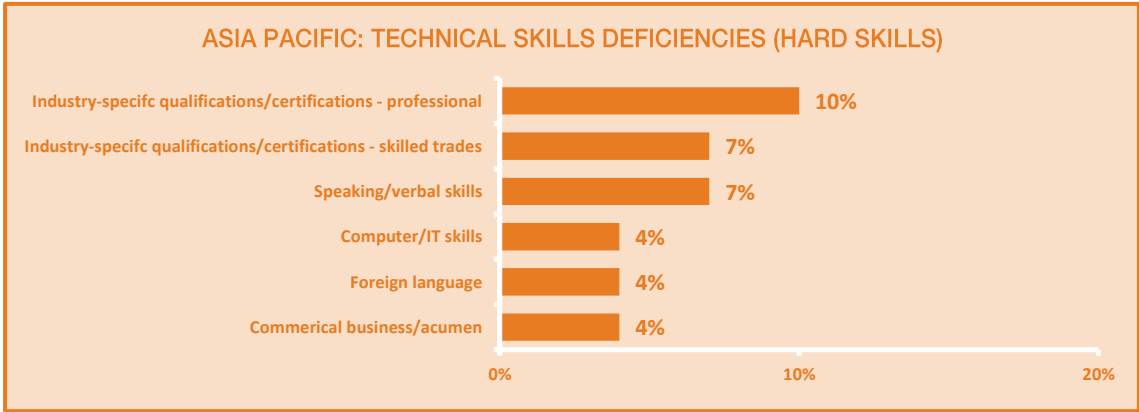 ASIA PACIFIC: TECHNICAL SKILLS DEFICIENCIES (HARD SKILLS)
Industry-specifc qualifications/certifications - professional 10%
Industry-specifc qualifications/certifications - skilled trades 7%
Speaking/verbal skills 7%
Computer/IT skills 4%
Foreign language 4%
Commerical business/acumen 4%
0% 10% 20%